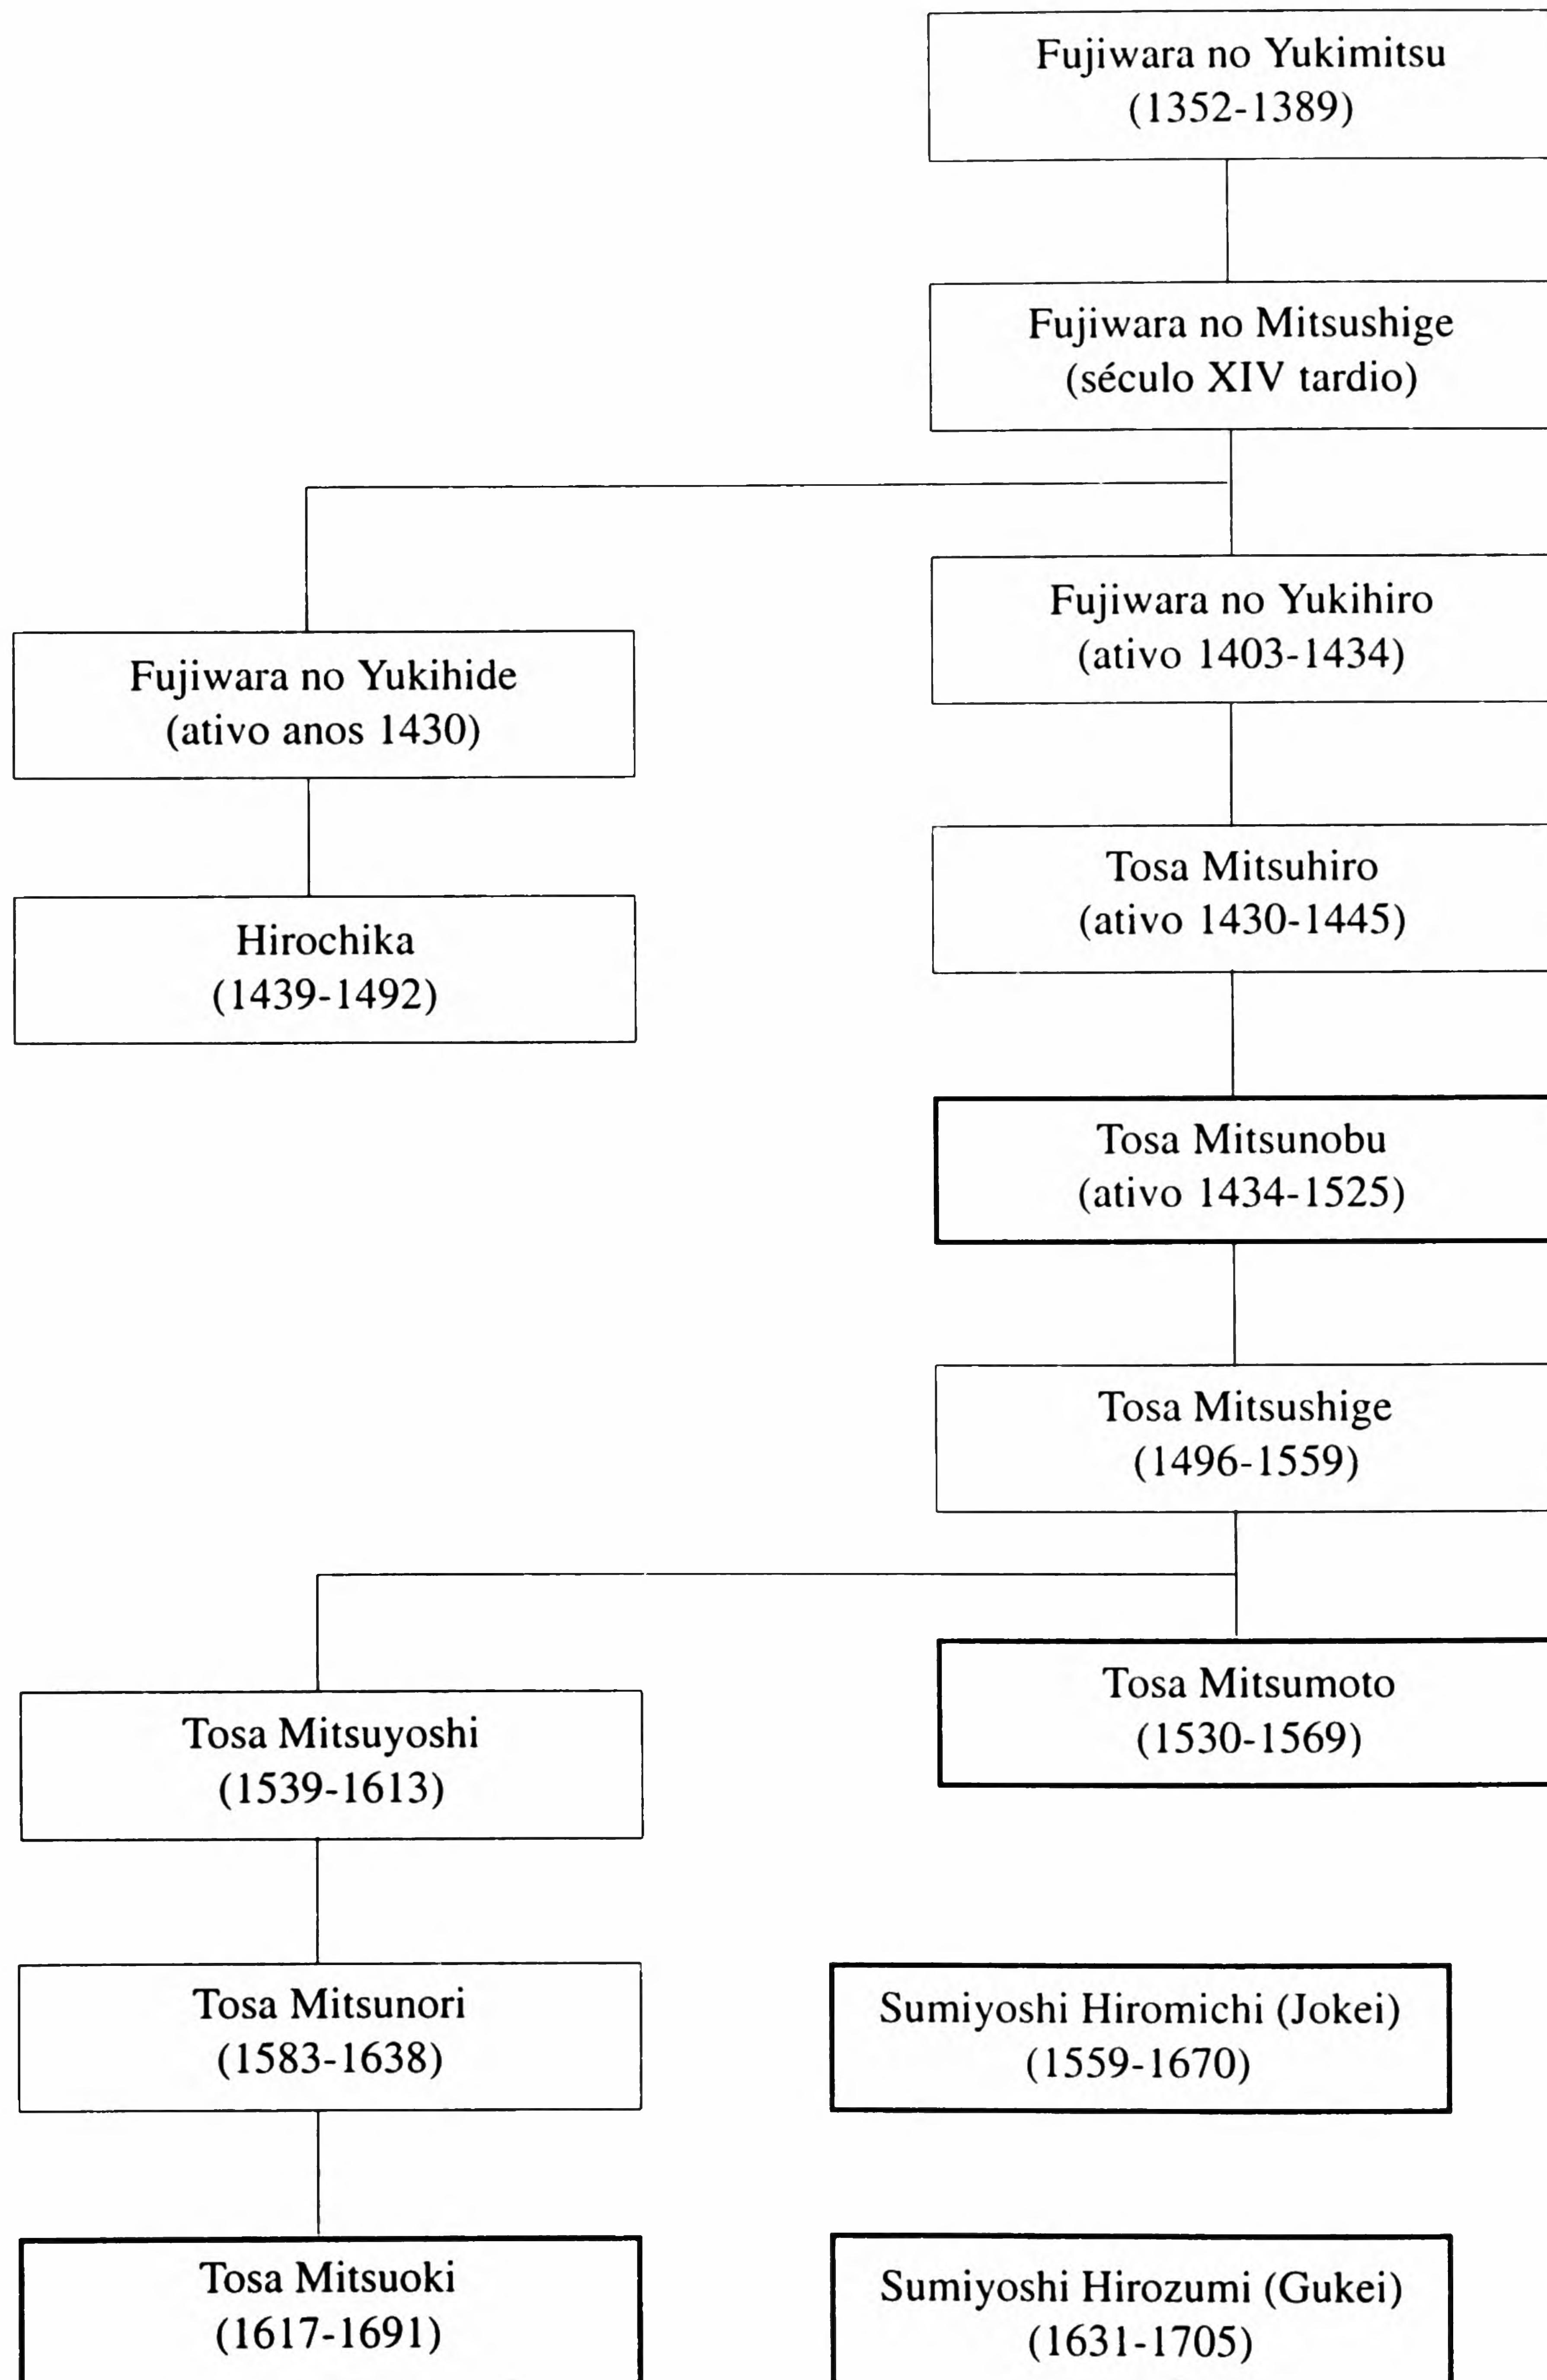 Fujiwara no Yukimitsu
(1352-1389)
Fujiwara no Mitsushige
(século XIV tardio)
Fujiwara no Yukihiro
(ativo 1403-1434)
Fujiwara no Yukihide
(ativo anos 1430)
Tosa Mitsuhiro
(ativo 1430-1445)
Hirochika
(1439-1492)
Tosa Mitsunobu
(ativo 1434-1525)
Tosa Mitsushige
(1496-1559)
Tosa Mitsumoto
(1530-1569)
Tosa Mitsuyoshi
(1539-1613)
Tosa Mitsunori
(1583-1638)
Sumiyoshi Hiromichi (Jokei)
(1559-1670)
Tosa Mitsuoki
(1617-1691)
Sumiyoshi Hirozumi (Gukei)
(1631-1705)